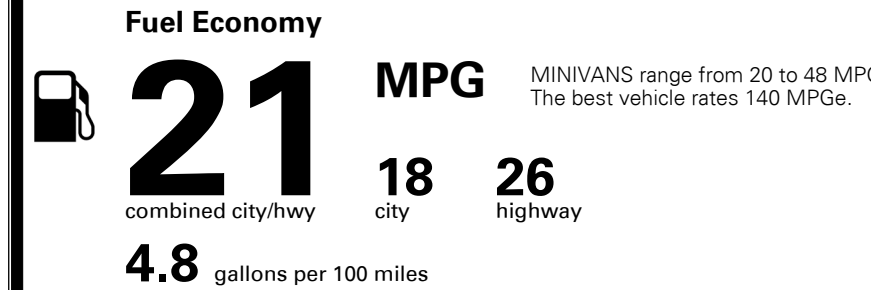 Fuel Economy
21 MPG
MINIVANS range from 20 to 48 MPG
The best vehicle rates 140 MPGe.
18 26
combined city/hwy city highway
4.8 gallons per 100 miles